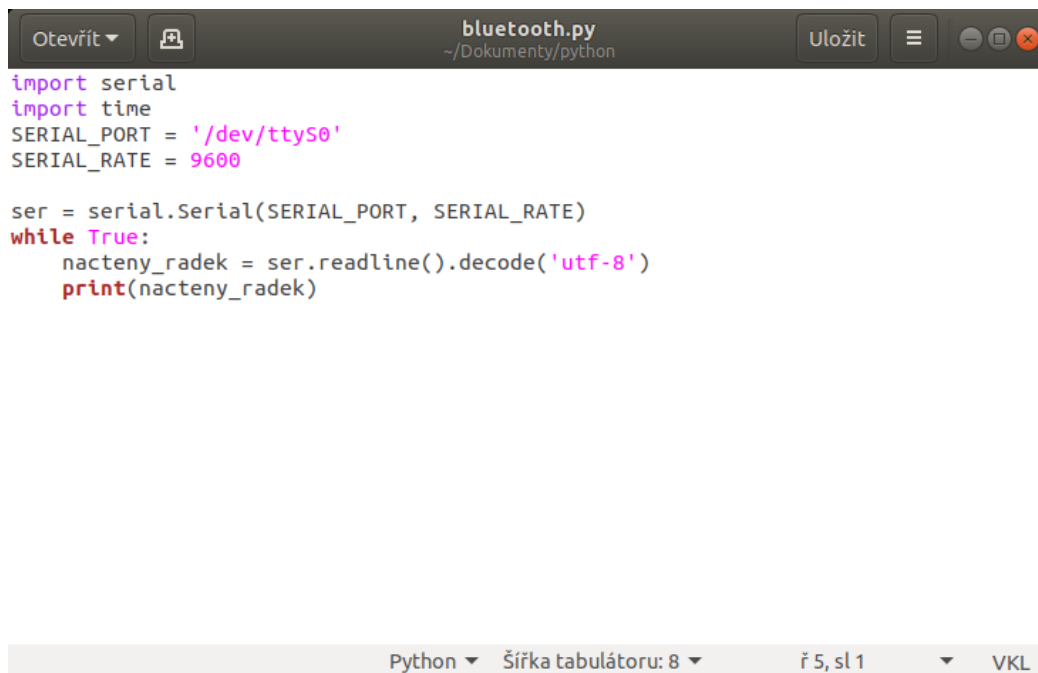 Otevřít
bluetooth.py
~/Dokumenty/python
Uložit
import serial
import time
SERIAL_PORT = '/dev/ttyS0'
SERIAL_RATE = 9600
ser = serial.Serial(SERIAL_PORT, SERIAL_RATE)
while True:
    nacteny_radek = ser.readline().decode('utf-8')
    print(nacteny_radek)
Python Šířka tabulátoru: 8 ř 5, sl 1 VKL